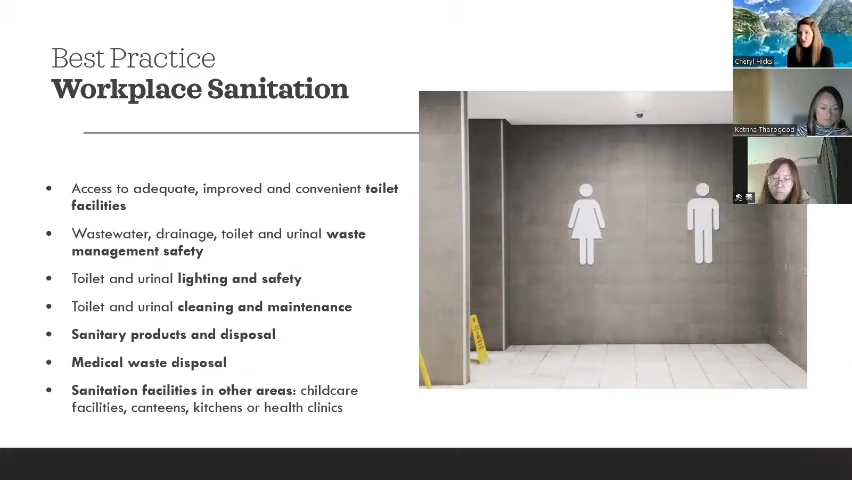 Best Practice
Workplace Sanitation
Access to adequate, improved and convenient toilet
facilities
Wastewater, drainage, toilet and urinal waste
management safety
Toilet and urinal lighting and safety
Toilet and urinal cleaning and maintenance
Sanitary products and disposal
Medical waste disposal
Sanitation facilities in other areas: childcare
facilities, canteens, kitchens or health clinics
Cheryl Hicks
Katrina Thorogood